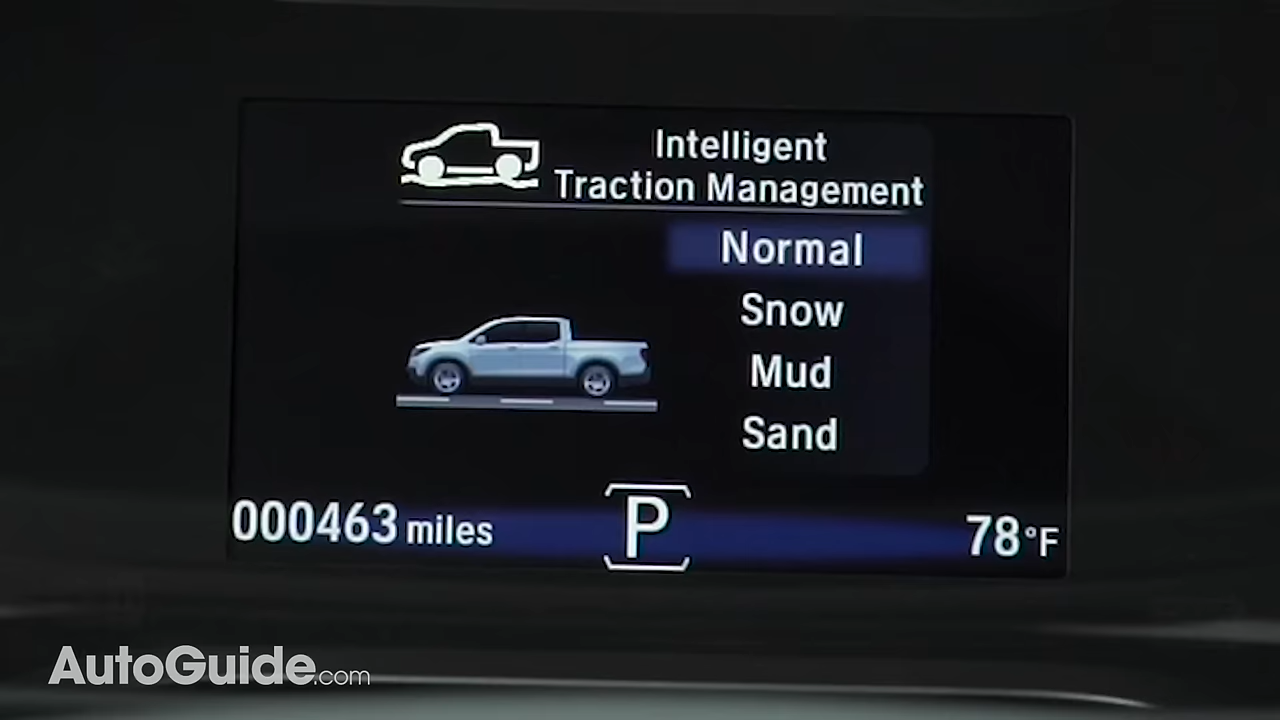 Intelligent
Traction Management
Normal
Snow
Mud
Sand
000463 miles
P
78°F
AutoGuide.com